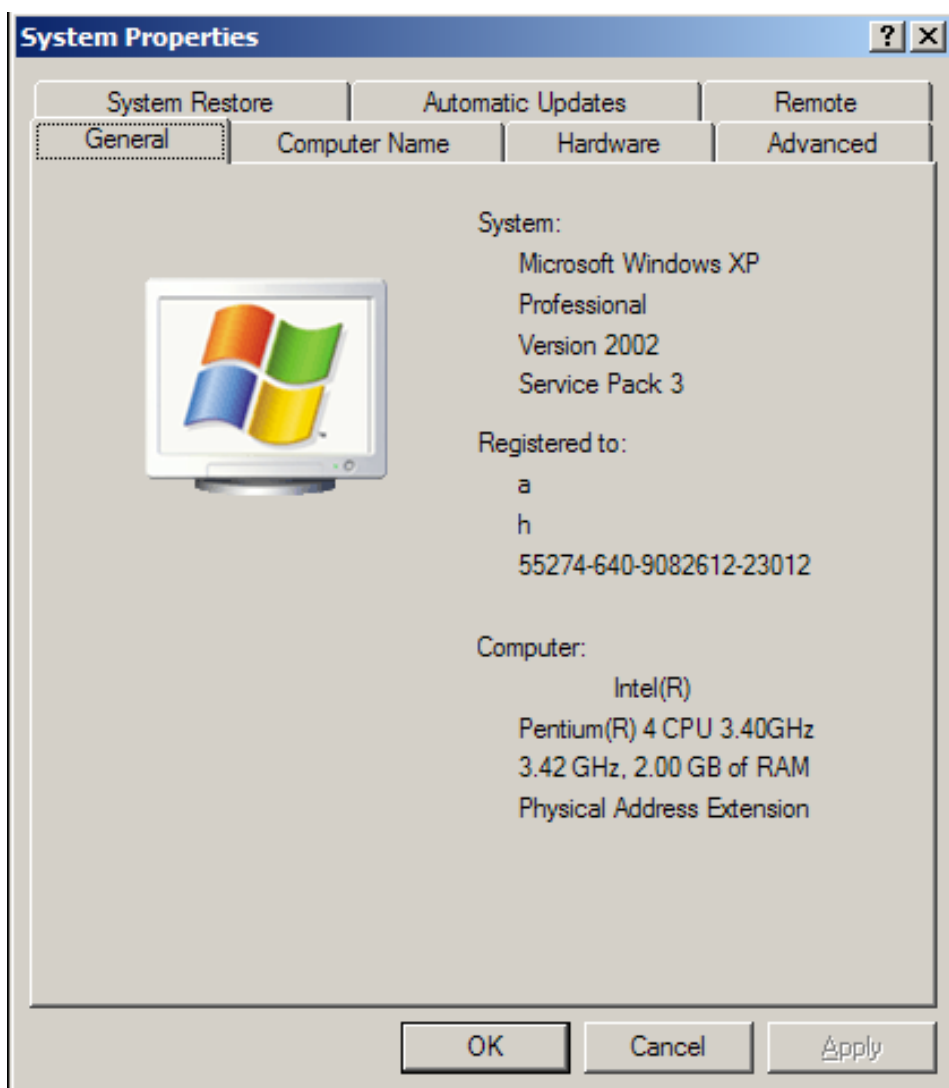 System Properties
System Restore Automatic Updates Remote
General Computer Name Hardware Advanced
System:
Microsoft Windows XP
Professional
Version 2002
Service Pack 3
Registered to:
a
h
55274-640-9082612-23012
Computer:
Intel(R)
Pentium(R) 4 CPU 3.40GHz
3.42 GHz, 2.00 GB of RAM
Physical Address Extension
OK Cancel Apply